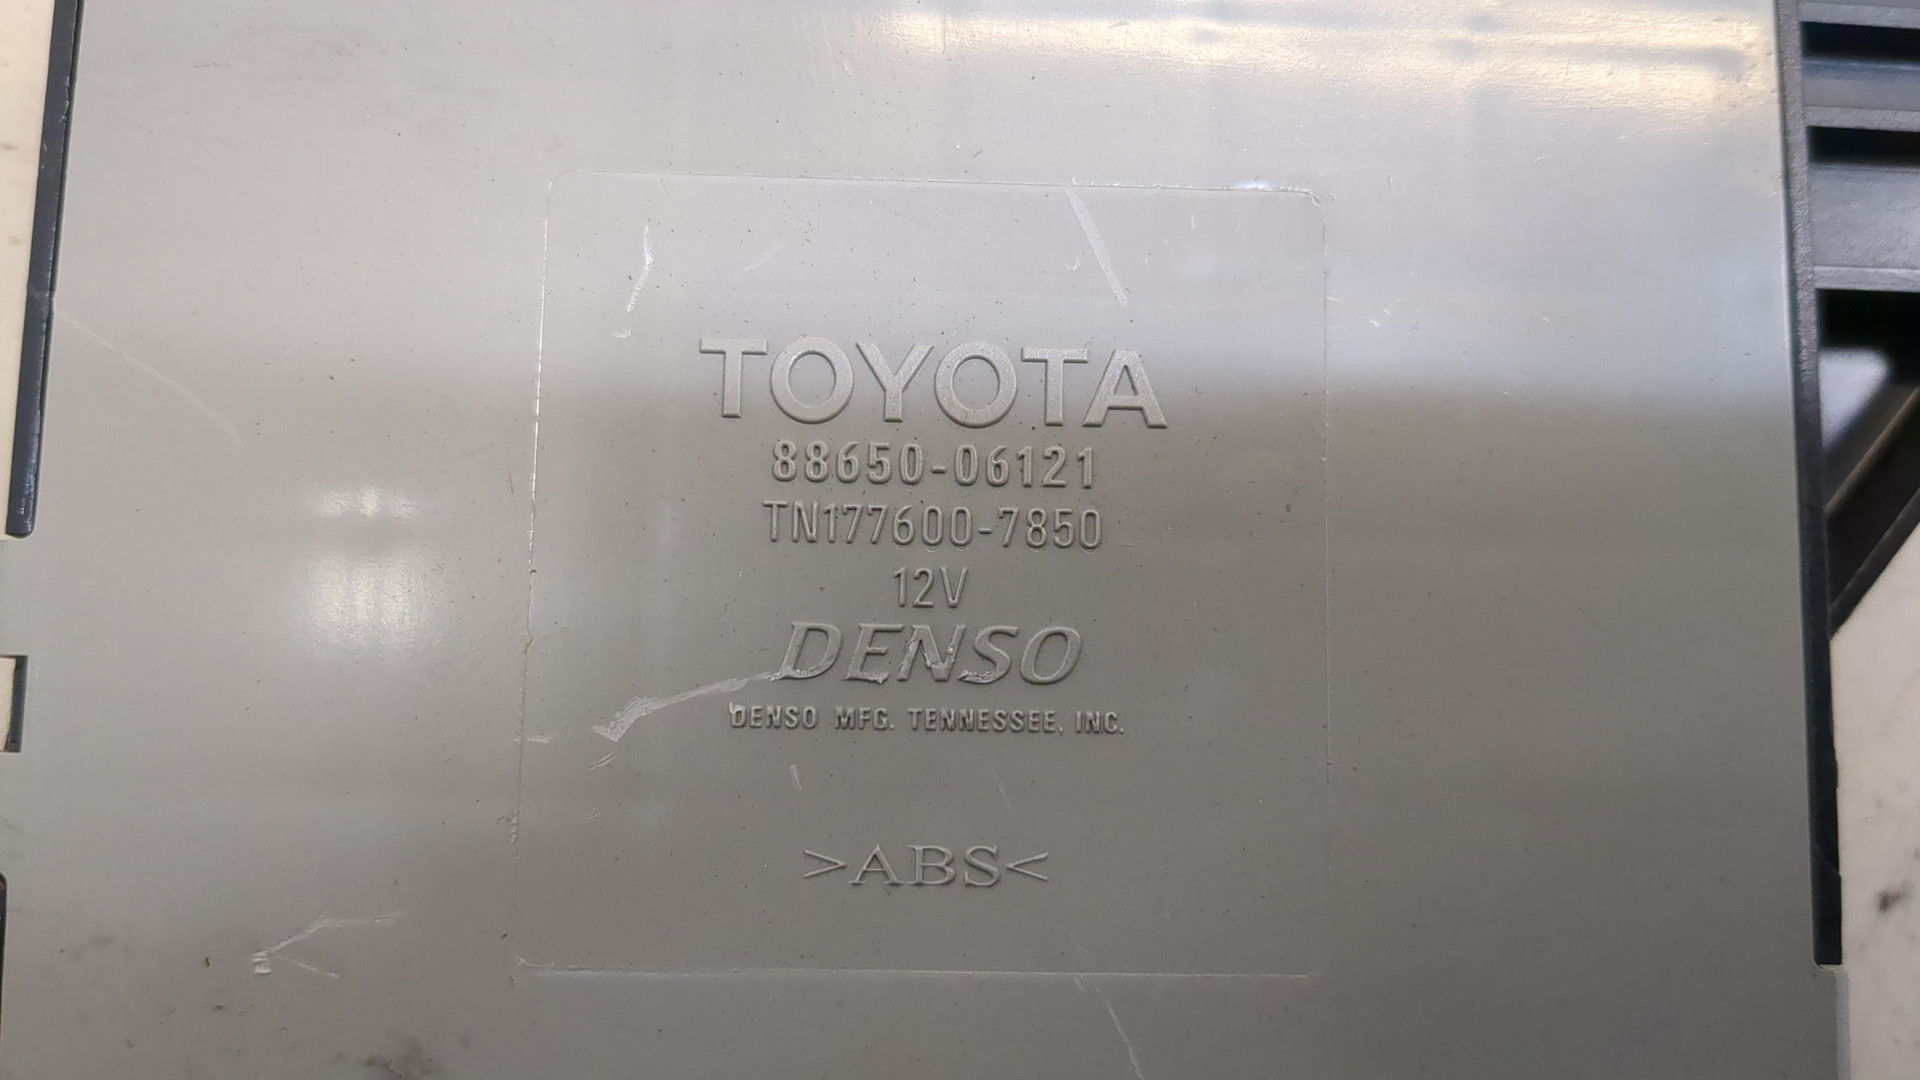 TOYOTA
88650-06121
TN177600-7850
12V
DENSO
DENSO MFG. TENNESSEE, INC.
>ABS<